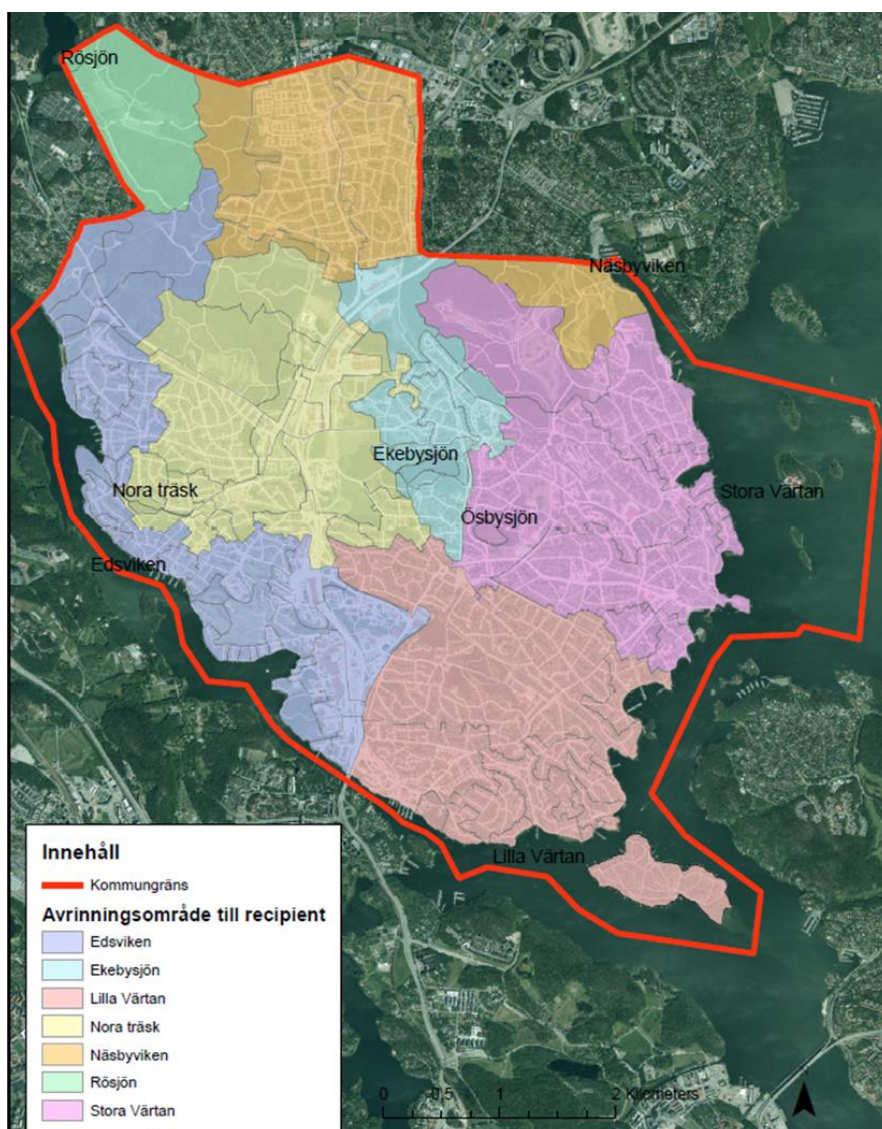 Rösjön
Näsbyviken
Ekebysjön
Nora träsk
Stora Värtan
Ösbysjön
Edsviken
Lilla Värtan
Innehåll
Kommungräns
Avrinningsområde till recipient
Edsviken
Ekebysjön
Lilla Värtan
Nora träsk
Näsbyviken
Rösjön
Stora Värtan
0 0,5 1 2 Kilometers